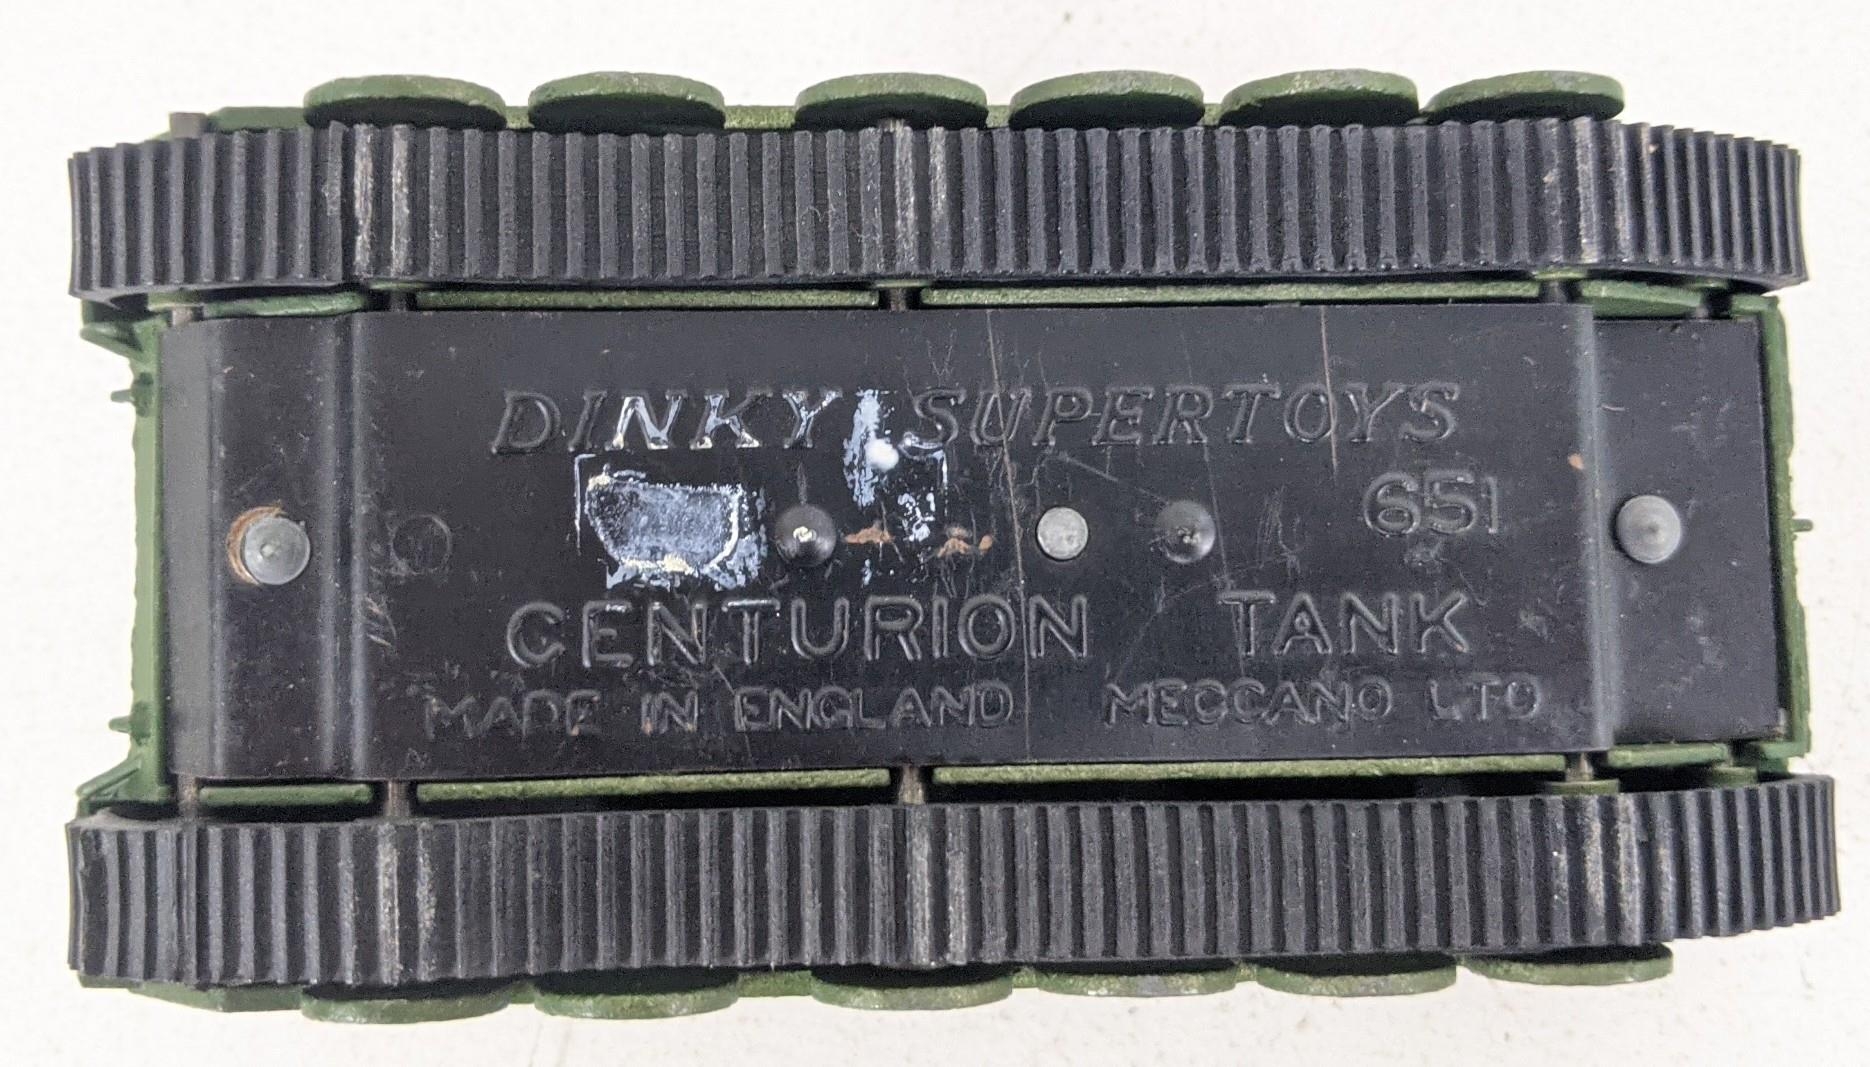 DINKY SUPERTOYS
651
CENTURION TANK
MADE IN ENGLAND MECCANO LTD